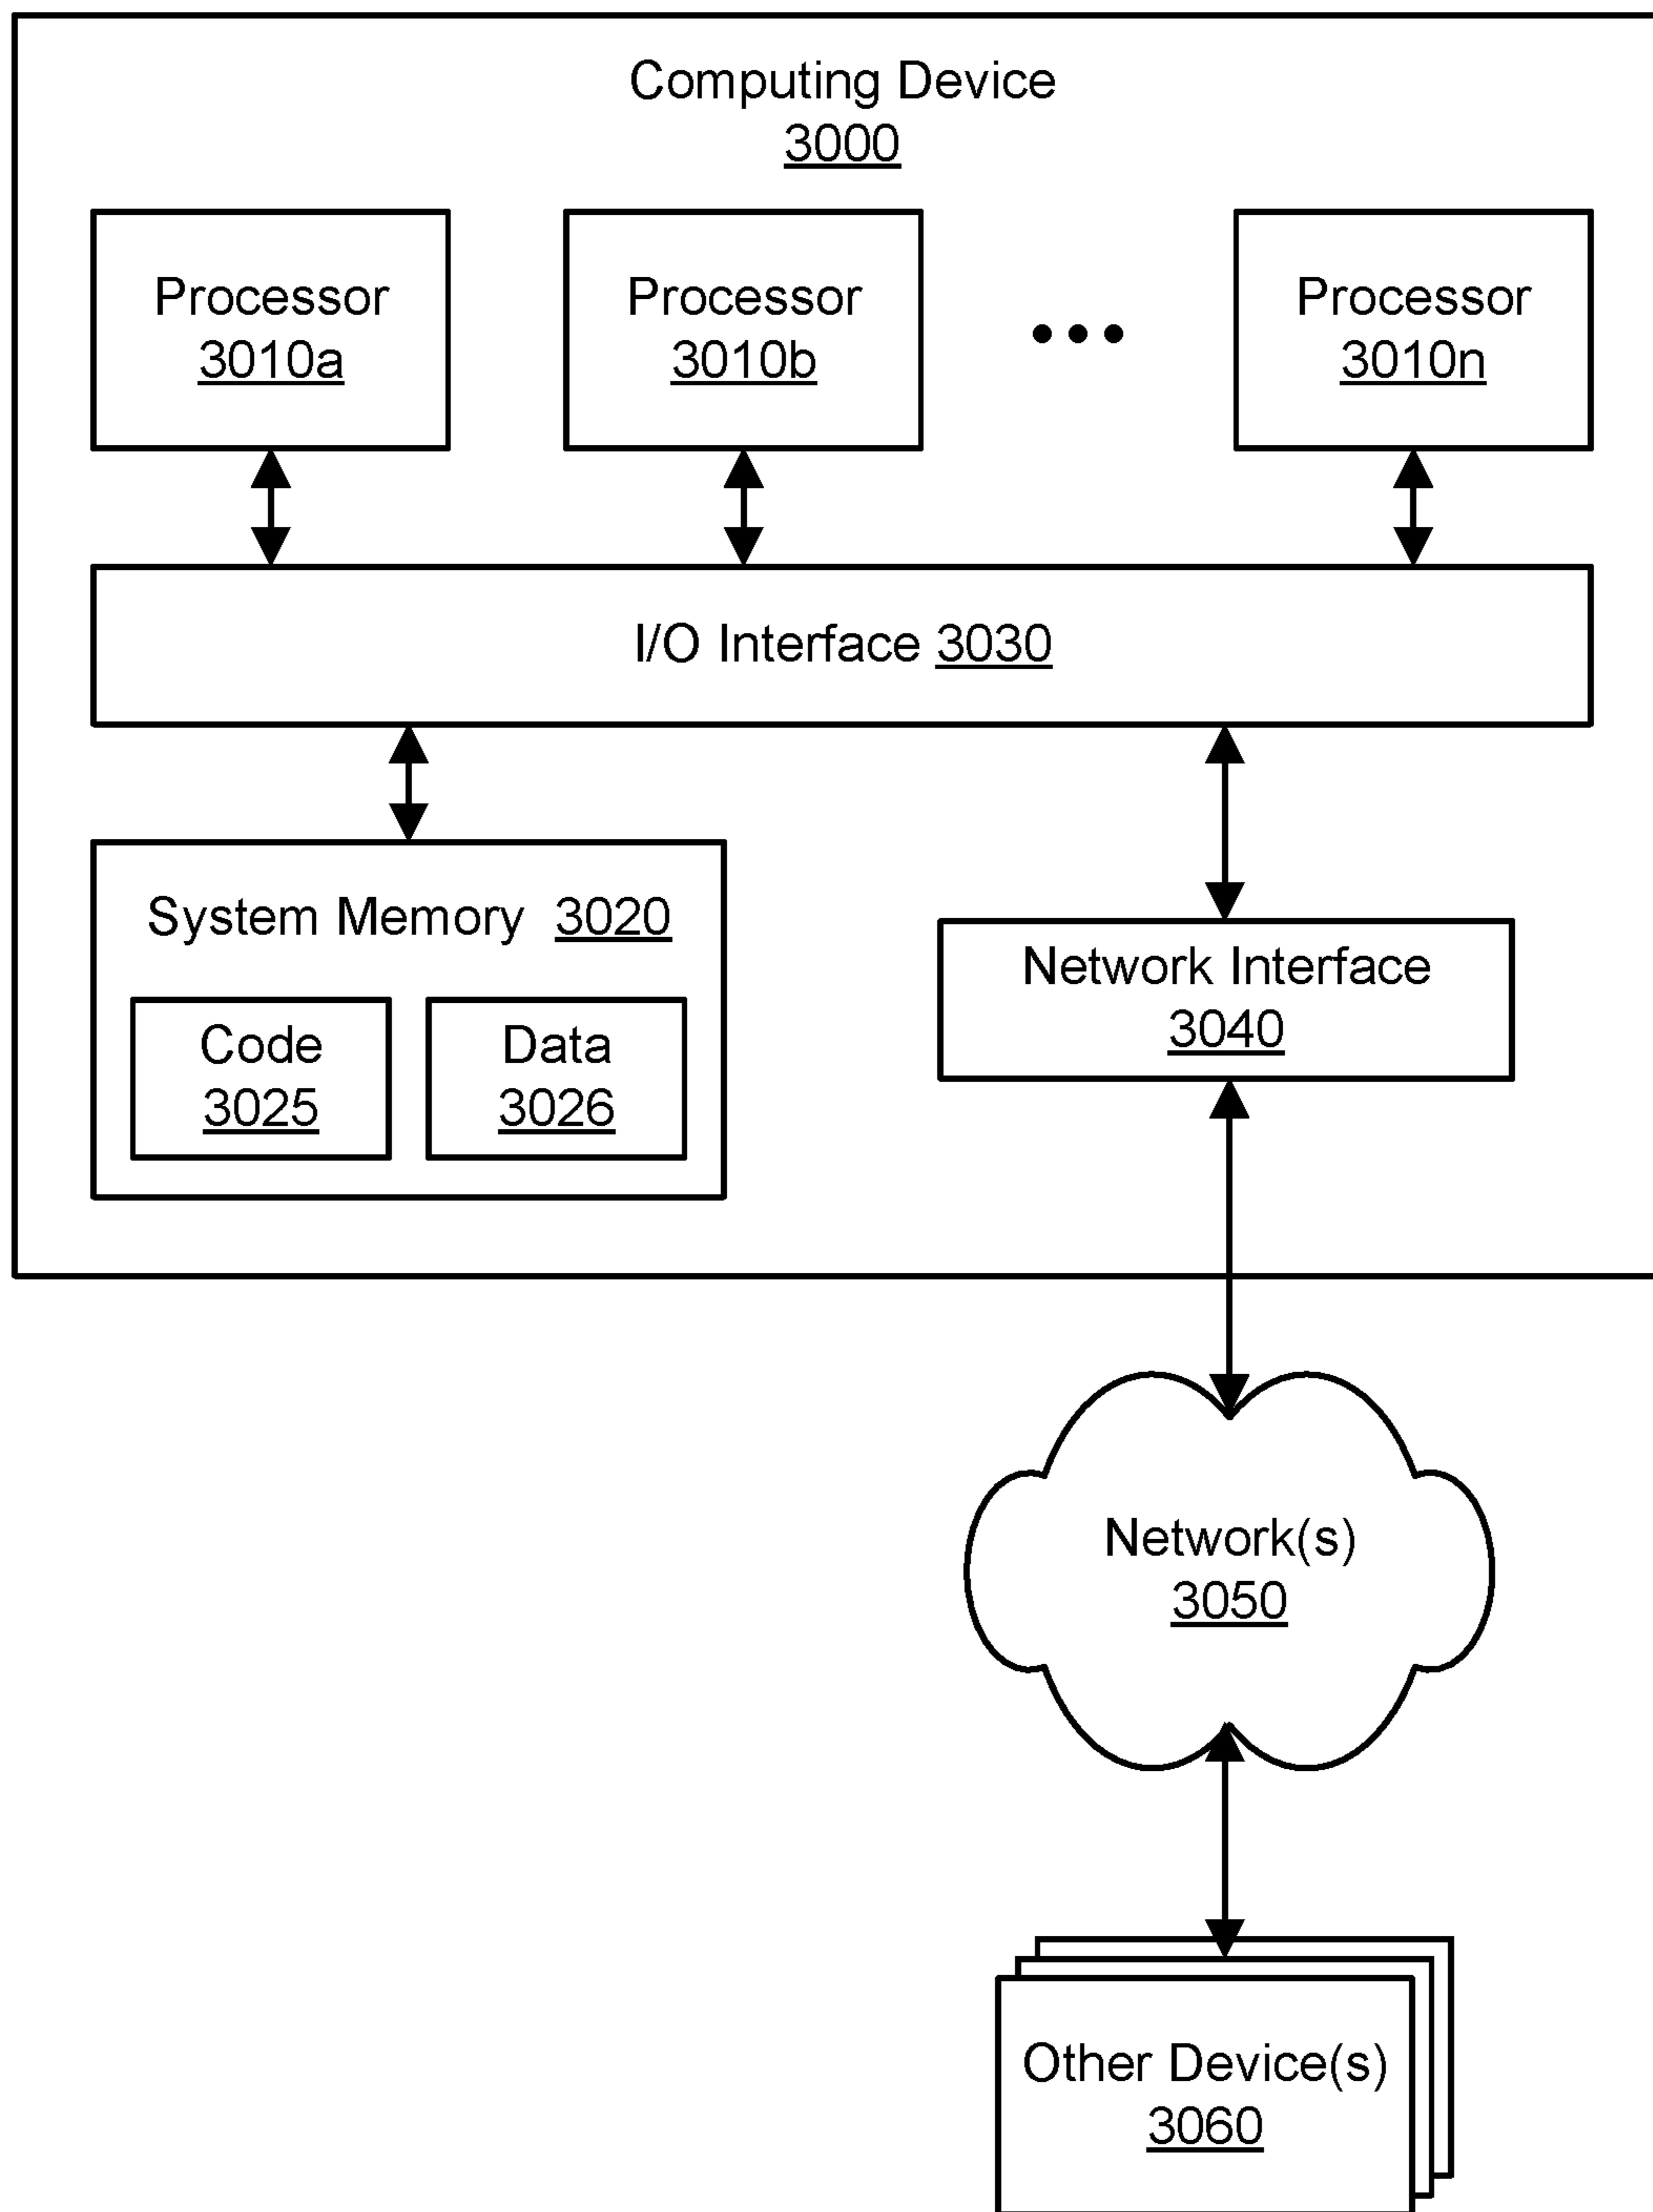 Computing Device
3000
Processor
3010a
Processor
3010b
Processor
3010n
I/O Interface 3030
System Memory 3020
Code
3025
Data
3026
Network Interface
3040
Network(s)
3050
Other Device(s)
3060